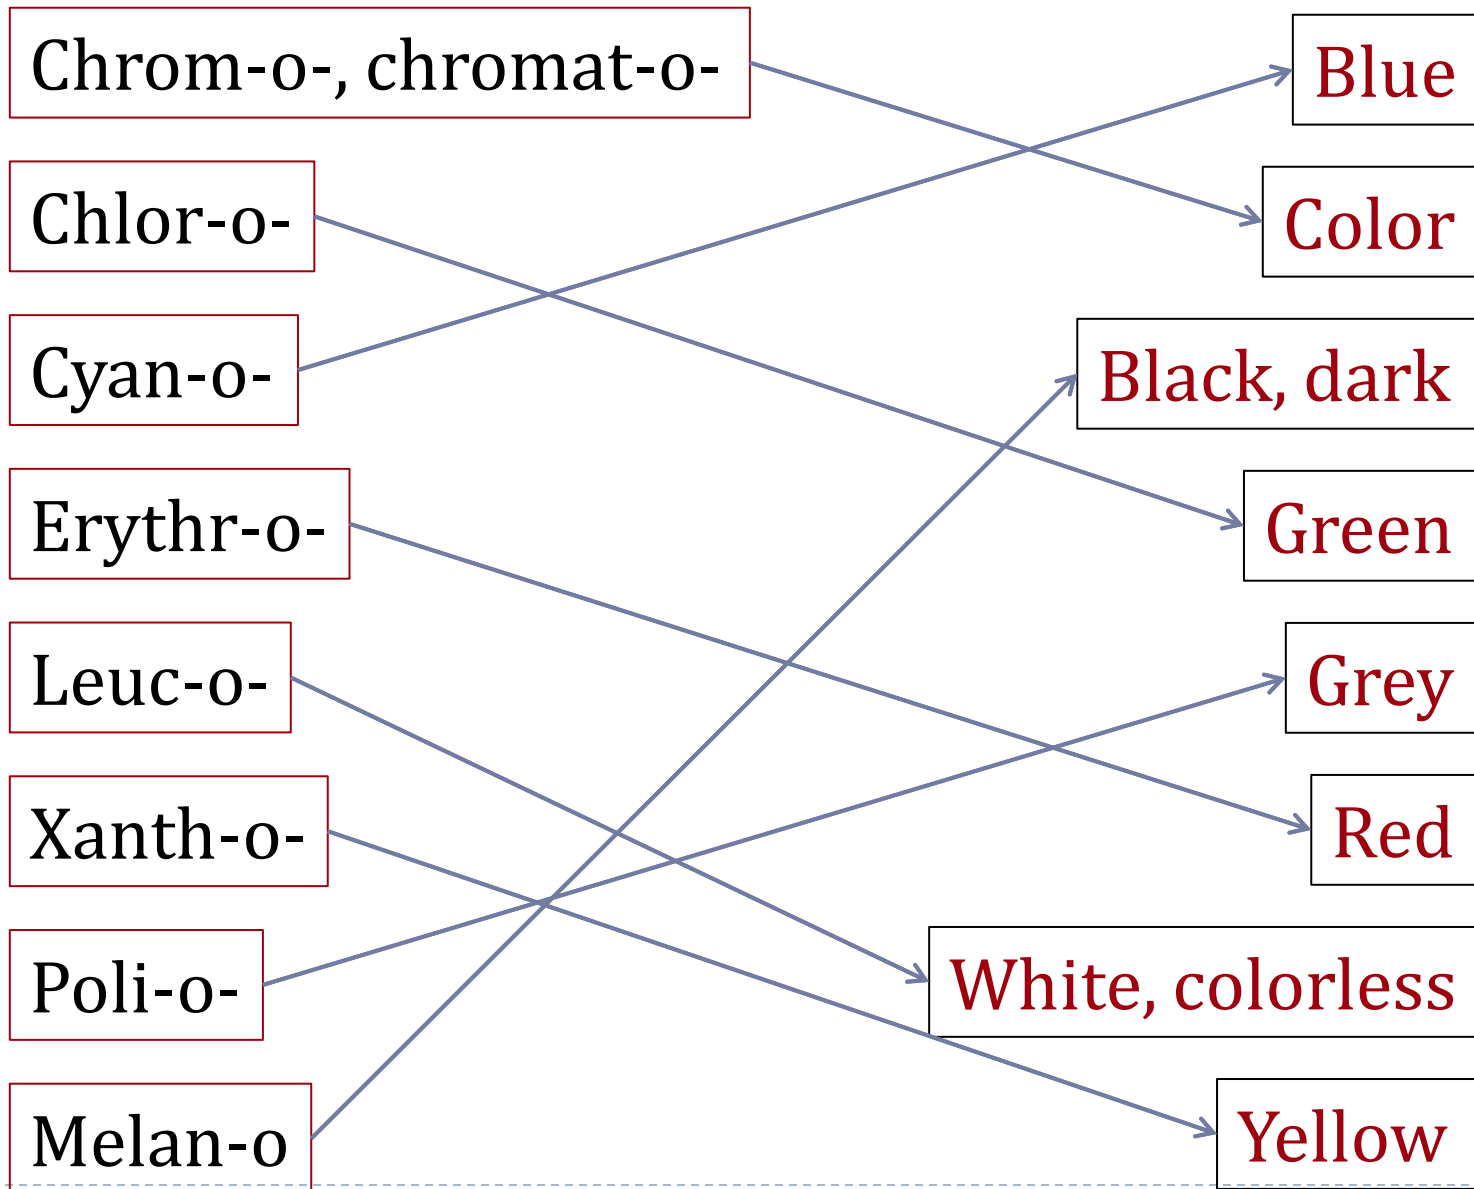 Chrom-o-, chromat-o-
Chlor-o-
Cyan-o-
Erythr-o-
Leuc-o-
Xanth-o-
Poli-o-
Melan-o
Blue
Color
Black, dark
Green
Grey
Red
White, colorless
Yellow